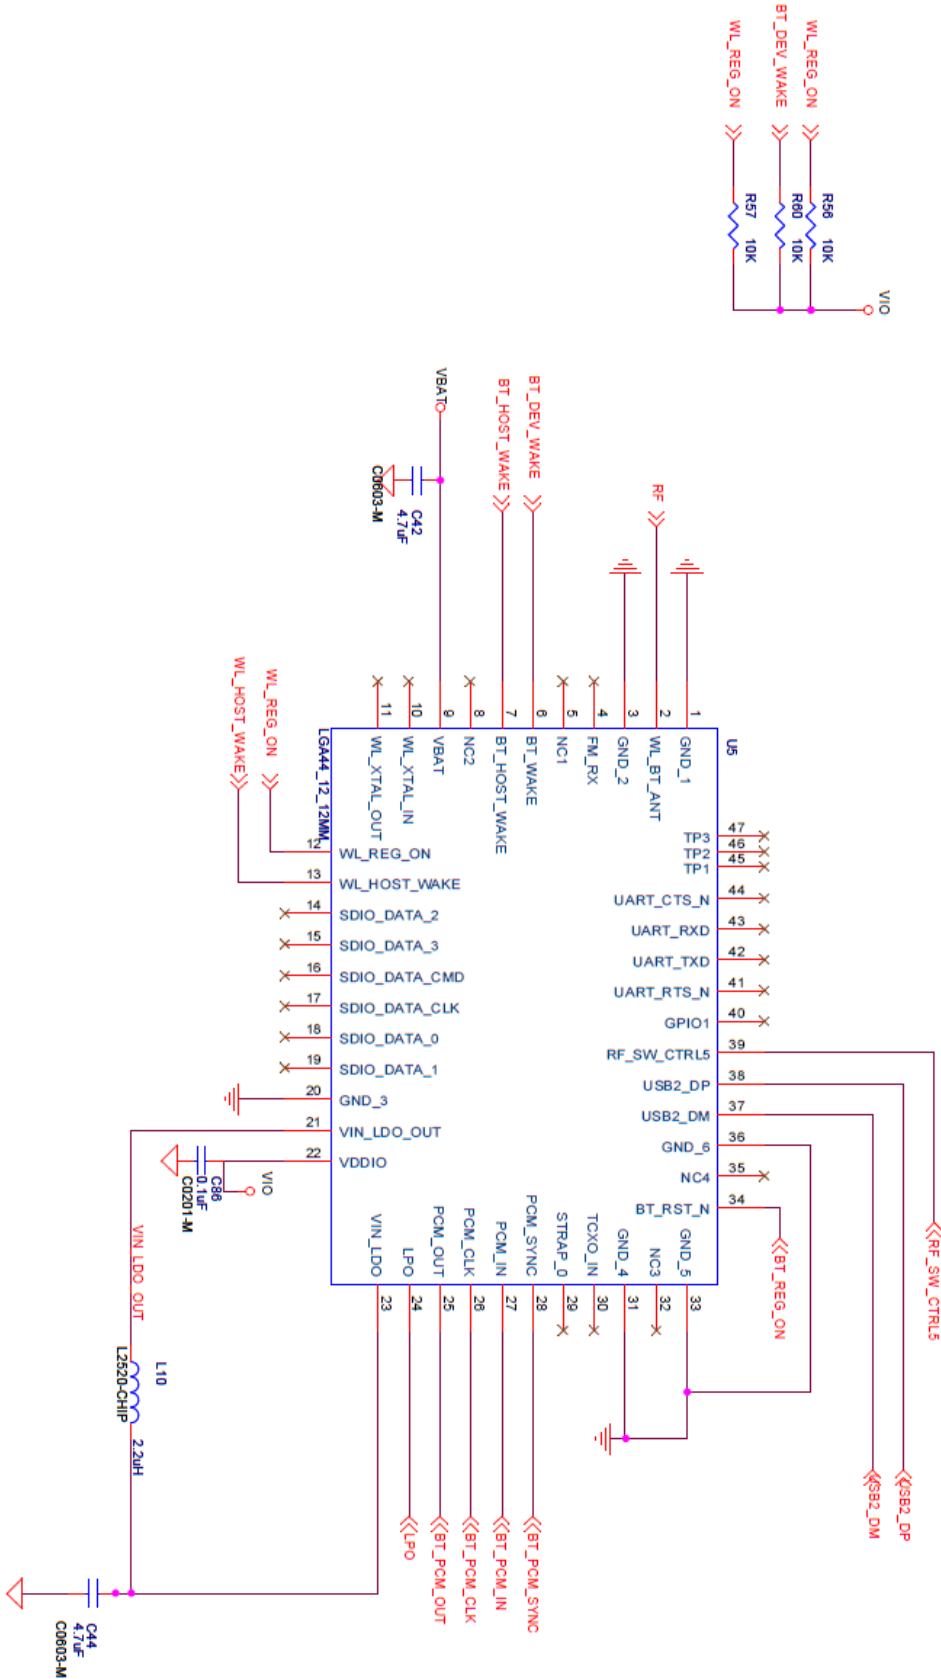 WL_REG_ON
BT_DEV_WAKE
WL_REG_ON
R56 10K
R60 10K
R57 10K
VIO
VBAT
C42
4.7uF
C0603-M
BT_HOST_WAKE
BT_DEV_WAKE
RF
WL_HOST_WAKE
WL_REG_ON
U5
LGA44_12_12MM
1 GND_1
2 WL_BT_ANT
3 GND_2
4 FM_RX
5 NC1
6 BT_WAKE
7 BT_HOST_WAKE
8 NC2
9 VBAT
10 WL_XTAL_IN
11 WL_XTAL_OUT
12 WL_REG_ON
13 WL_HOST_WAKE
14 SDIO_DATA_2
15 SDIO_DATA_3
16 SDIO_DATA_CMD
17 SDIO_DATA_CLK
18 SDIO_DATA_0
19 SDIO_DATA_1
20 GND_3
21 VIN_LDO_OUT
22 VDDIO
VIN_LDO 23
LPO 24
PCM_OUT 25
PCM_CLK 26
PCM_IN 27
PCM_SYNC 28
STRAP_0 29
TCXO_IN 30
GND_4 31
NC3 32
GND_5 33
BT_RST_N 34
NC4 35
GND_6 36
USB2_DM 37
USB2_DP 38
RF_SW_CTRL5 39
GPIO1 40
UART_RTS_N 41
UART_TXD 42
UART_RXD 43
UART_CTS_N 44
TP1 45
TP2 46
TP3 47
VIO
C86
0.1uF
C0201-M
VIN_LDO_OUT
L10
L2520-CHIP
2.2uH
C44
4.7uF
C0603-M
LPO
BT_PCM_OUT
BT_PCM_CLK
BT_PCM_IN
BT_PCM_SYNC
BT_REG_ON
RF_SW_CTRL5
USB2_DP
USB2_DM